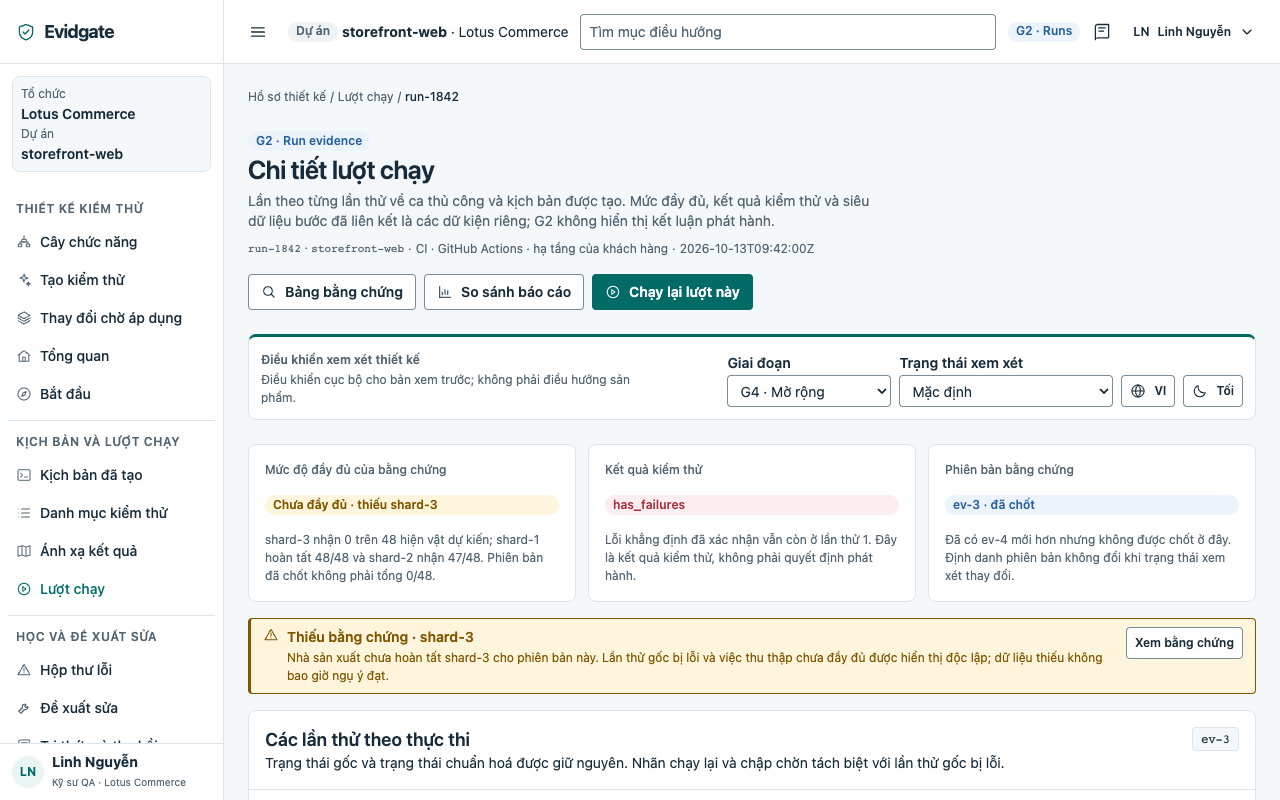 Evidgate
Dự án storefront-web · Lotus Commerce
Tìm mục điều hướng
G2 · Runs
LN Linh Nguyễn
Tổ chức
Lotus Commerce
Dự án
storefront-web
THIẾT KẾ KIỂM THỬ
Cây chức năng
Tạo kiểm thử
Thay đổi chờ áp dụng
Tổng quan
Bắt đầu
KỊCH BẢN VÀ LƯỢT CHẠY
Kịch bản đã tạo
Danh mục kiểm thử
Ánh xạ kết quả
Lượt chạy
HỌC VÀ ĐỀ XUẤT SỬA
Hộp thư lỗi
Đề xuất sửa
LN Linh Nguyễn
Kỹ sư QA · Lotus Commerce
Hồ sơ thiết kế / Lượt chạy / run-1842
G2 · Run evidence
Chi tiết lượt chạy
Lần theo từng lần thử về ca thủ công và kịch bản được tạo. Mức đầy đủ, kết quả kiểm thử và siêu
dữ liệu bước đã liên kết là các dữ kiện riêng; G2 không hiển thị kết luận phát hành.
run-1842 · storefront-web · CI · GitHub Actions · hạ tầng của khách hàng · 2026-10-13T09:42:00Z
Bảng bằng chứng
So sánh báo cáo
Chạy lại lượt này
Điều khiển xem xét thiết kế
Điều khiển cục bộ cho bản xem trước; không phải điều hướng sản
phẩm.
Giai đoạn
G4 · Mở rộng
Trạng thái xem xét
Mặc định
VI
Tối
Mức độ đầy đủ của bằng chứng
Chưa đầy đủ · thiếu shard-3
shard-3 nhận 0 trên 48 hiện vật dự kiến; shard-1
hoàn tất 48/48 và shard-2 nhận 47/48. Phiên bản
đã chốt không phải tổng 0/48.
Kết quả kiểm thử
has_failures
Lỗi khẳng định đã xác nhận vẫn còn ở lần thử 1. Đây
là kết quả kiểm thử, không phải quyết định phát
hành.
Phiên bản bằng chứng
ev-3 · đã chốt
Đã có ev-4 mới hơn nhưng không được chốt ở đây.
Định danh phiên bản không đổi khi trạng thái xem
xét thay đổi.
Thiếu bằng chứng · shard-3
Nhà sản xuất chưa hoàn tất shard-3 cho phiên bản này. Lần thử gốc bị lỗi và việc thu thập chưa đầy đủ được hiển thị độc lập; dữ liệu thiếu không
bao giờ ngụ ý đạt.
Xem bằng chứng
Các lần thử theo thực thi
ev-3
Trạng thái gốc và trạng thái chuẩn hoá được giữ nguyên. Nhãn chạy lại và chập chờn tách biệt với lần thử gốc bị lỗi.